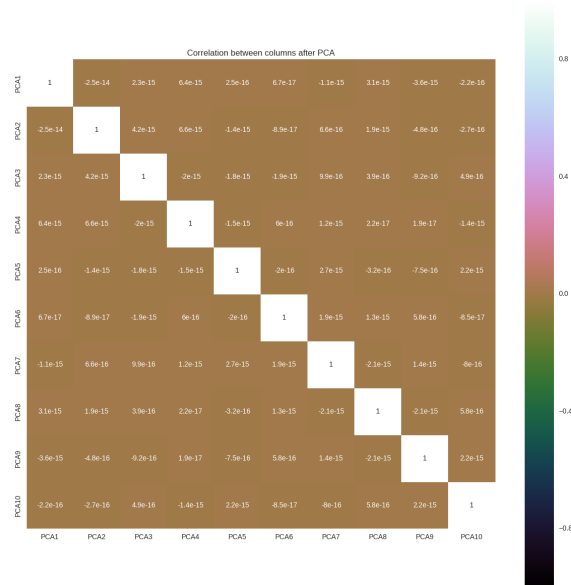 Correlation between columns after PCA
0.8
PCA1 1 -2.5e-14 2.3e-15 6.4e-15 2.5e-16 6.7e-17 -1.1e-15 3.1e-15 -3.6e-15 -2.2e-16
PCA2 -2.5e-14 1 4.2e-15 6.6e-15 -1.4e-15 -8.9e-17 6.6e-16 1.9e-15 -4.8e-16 -2.7e-16
PCA3 2.3e-15 4.2e-15 1 -2e-15 -1.8e-15 -1.9e-15 9.9e-16 3.9e-16 -9.2e-16 4.9e-16
0.4
PCA4 6.4e-15 6.6e-15 -2e-15 1 -1.5e-15 6e-16 1.2e-15 2.2e-17 1.9e-17 -1.4e-15
PCA5 2.5e-16 -1.4e-15 -1.8e-15 -1.5e-15 1 -2e-16 2.7e-15 -3.2e-16 -7.5e-16 2.2e-15
0.0
PCA6 6.7e-17 -8.9e-17 -1.9e-15 6e-16 -2e-16 1 1.9e-15 1.3e-15 5.8e-16 -8.5e-17
PCA7 -1.1e-15 6.6e-16 9.9e-16 1.2e-15 2.7e-15 1.9e-15 1 -2.1e-15 1.4e-15 -8e-16
PCA8 3.1e-15 1.9e-15 3.9e-16 2.2e-17 -3.2e-16 1.3e-15 -2.1e-15 1 -2.1e-15 5.8e-16
−0.4
PCA9 -3.6e-15 -4.8e-16 -9.2e-16 1.9e-17 -7.5e-16 5.8e-16 1.4e-15 -2.1e-15 1 2.2e-15
PCA10 -2.2e-16 -2.7e-16 4.9e-16 -1.4e-15 2.2e-15 -8.5e-17 -8e-16 5.8e-16 2.2e-15 1
−0.8
PCA1 PCA2 PCA3 PCA4 PCA5 PCA6 PCA7 PCA8 PCA9 PCA10